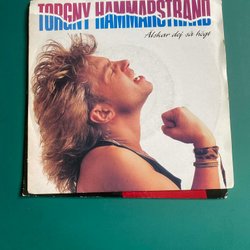 TORGNY HAMMARSTRAND
Älskar dej så högt